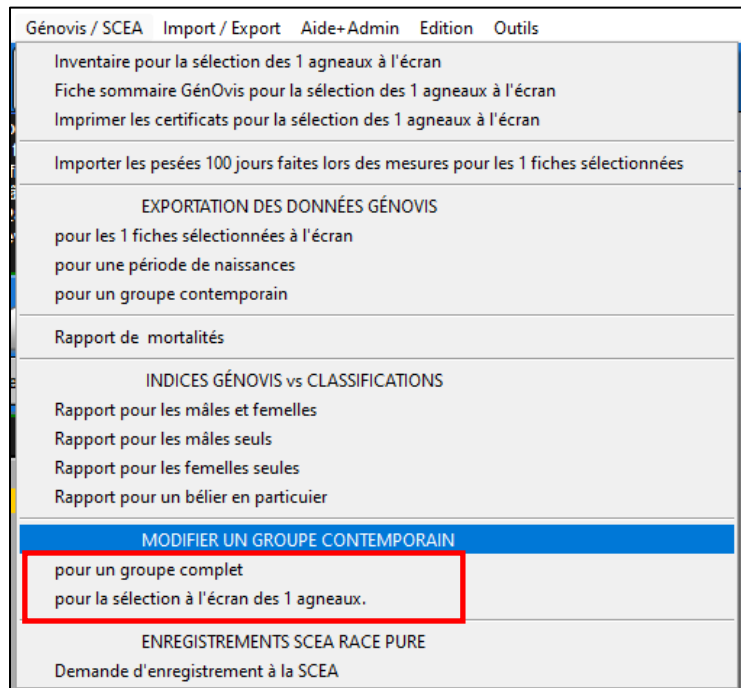 Génovis / SCEA Import / Export Aide+Admin Edition Outils
Inventaire pour la sélection des 1 agneaux à l'écran
Fiche sommaire GénOvis pour la sélection des 1 agneaux à l'écran
Imprimer les certificats pour la sélection des 1 agneaux à l'écran
Importer les pesées 100 jours faites lors des mesures pour les 1 fiches sélectionnées
EXPORTATION DES DONNÉES GÉNOVIS
pour les 1 fiches sélectionnées à l'écran
pour une période de naissances
pour un groupe contemporain
Rapport de mortalités
INDICES GÉNOVIS vs CLASSIFICATIONS
Rapport pour les mâles et femelles
Rapport pour les mâles seuls
Rapport pour les femelles seules
Rapport pour un bélier en particuier
MODIFIER UN GROUPE CONTEMPORAIN
pour un groupe complet
pour la sélection à l'écran des 1 agneaux.
ENREGISTREMENTS SCEA RACE PURE
Demande d'enregistrement à la SCEA